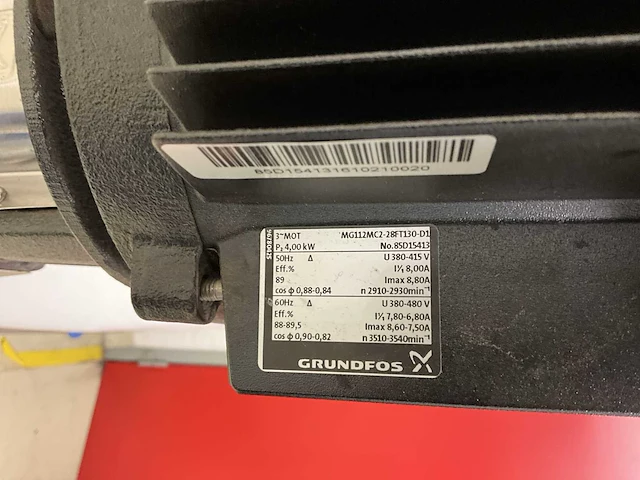 85D154131610210020
3~MOT MG112MC2-28FT130-D1
P₂ 4,00 kW No.85D15413
50Hz Δ U 380-415 V
Eff.% I1/1 8,00A
89 Imax 8,80A
cos φ 0,88-0,84 n 2910-2930min⁻¹
60Hz Δ U 380-480 V
Eff.% I1/1 7,80-6,80A
88-89,5 Imax 8,60-7,50A
cos φ 0,90-0,82 n 3510-3540min⁻¹
GRUNDFOS